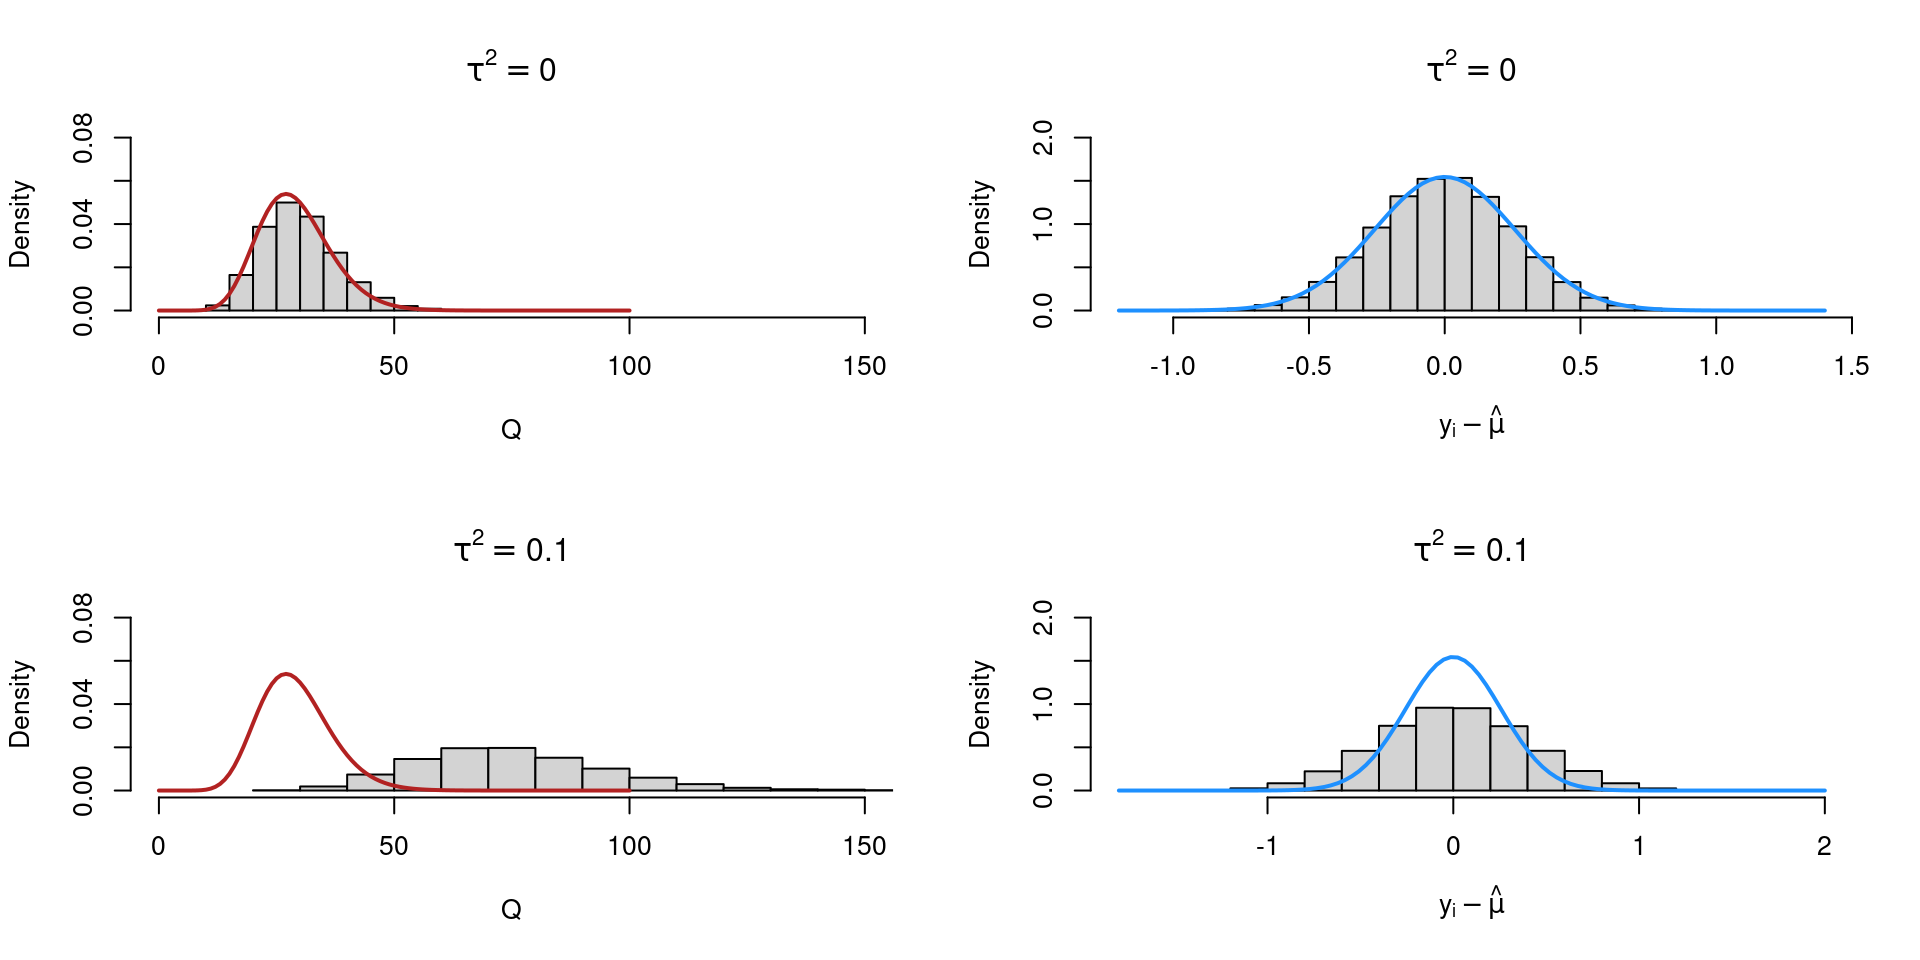 τ² = 0
Density
0.00 0.04 0.08
0 50 100 150
Q
τ² = 0
Density
0.0 1.0 2.0
-1.0 -0.5 0.0 0.5 1.0 1.5
yᵢ − μ̂
τ² = 0.1
Density
0.00 0.04 0.08
0 50 100 150
Q
τ² = 0.1
Density
0.0 1.0 2.0
-1 0 1 2
yᵢ − μ̂